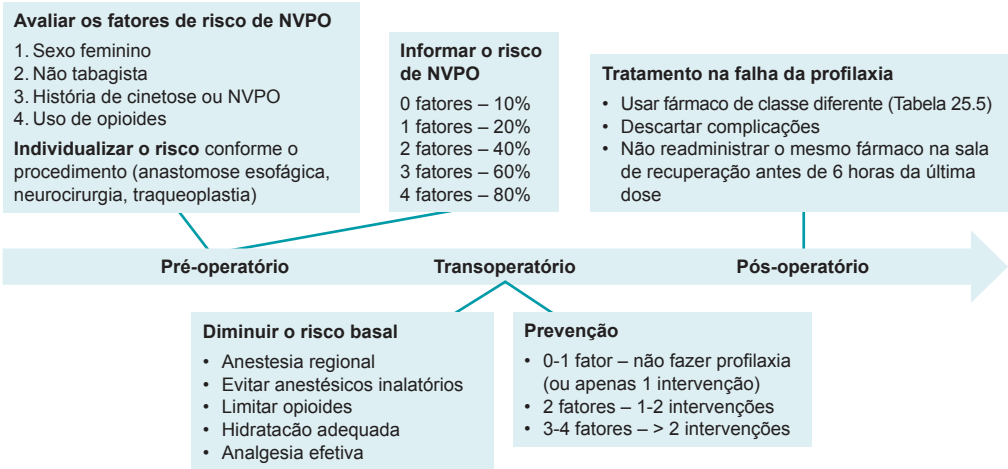 Avaliar os fatores de risco de NVPO
1. Sexo feminino
2. Não tabagista
3. História de cinetose ou NVPO
4. Uso de opioides
Individualizar o risco conforme o
procedimento (anastomose esofágica,
neurocirurgia, traqueoplastia)
Informar o risco
de NVPO
0 fatores – 10%
1 fatores – 20%
2 fatores – 40%
3 fatores – 60%
4 fatores – 80%
Tratamento na falha da profilaxia
• Usar fármaco de classe diferente (Tabela 25.5)
• Descartar complicações
• Não readministrar o mesmo fármaco na sala
de recuperação antes de 6 horas da última
dose
Pré-operatório
Transoperatório
Pós-operatório
Diminuir o risco basal
• Anestesia regional
• Evitar anestésicos inalatórios
• Limitar opioides
• Hidratacão adequada
• Analgesia efetiva
Prevenção
• 0-1 fator – não fazer profilaxia
(ou apenas 1 intervenção)
• 2 fatores – 1-2 intervenções
• 3-4 fatores – > 2 intervenções